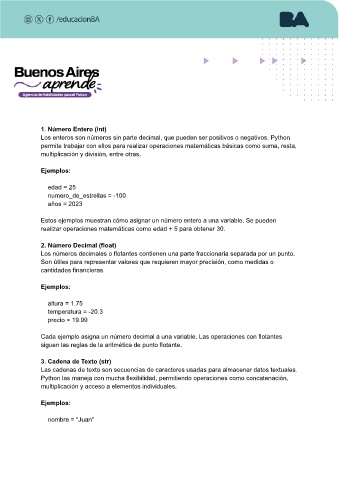 /educacionBA
BA
Buenos Aires
aprende
Agencia de Habilidades para el Futuro
1. Número Entero (int)
Los enteros son números sin parte decimal, que pueden ser positivos o negativos. Python
permite trabajar con ellos para realizar operaciones matemáticas básicas como suma, resta,
multiplicación y división, entre otras.
Ejemplos:
edad = 25
numero_de_estrellas = -100
años = 2023
Estos ejemplos muestran cómo asignar un número entero a una variable. Se pueden
realizar operaciones matemáticas como edad + 5 para obtener 30.
2. Número Decimal (float)
Los números decimales o flotantes contienen una parte fraccionaria separada por un punto.
Son útiles para representar valores que requieren mayor precisión, como medidas o
cantidades financieras.
Ejemplos:
altura = 1.75
temperatura = -20.3
precio = 19.99
Cada ejemplo asigna un número decimal a una variable. Las operaciones con flotantes
siguen las reglas de la aritmética de punto flotante.
3. Cadena de Texto (str)
Las cadenas de texto son secuencias de caracteres usadas para almacenar datos textuales.
Python las maneja con mucha flexibilidad, permitiendo operaciones como concatenación,
multiplicación y acceso a elementos individuales.
Ejemplos:
nombre = "Juan"